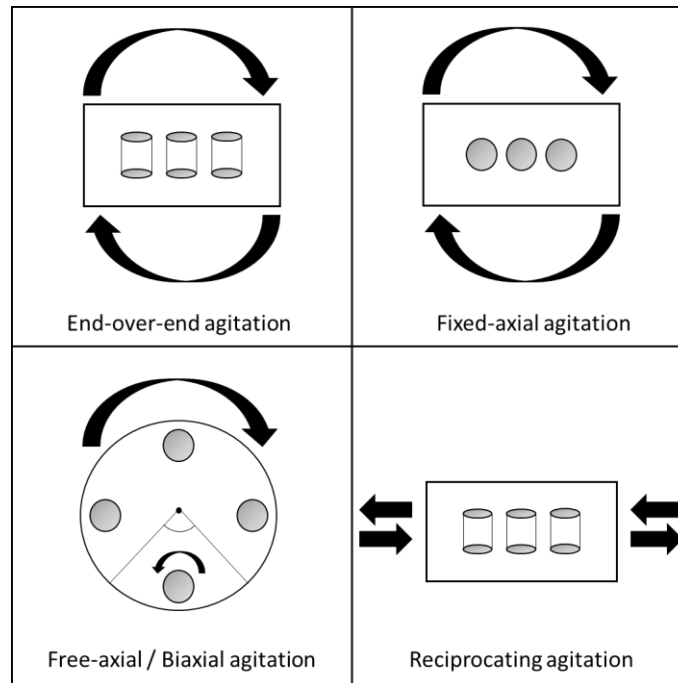 End-over-end agitation
Fixed-axial agitation
Free-axial / Biaxial agitation
Reciprocating agitation